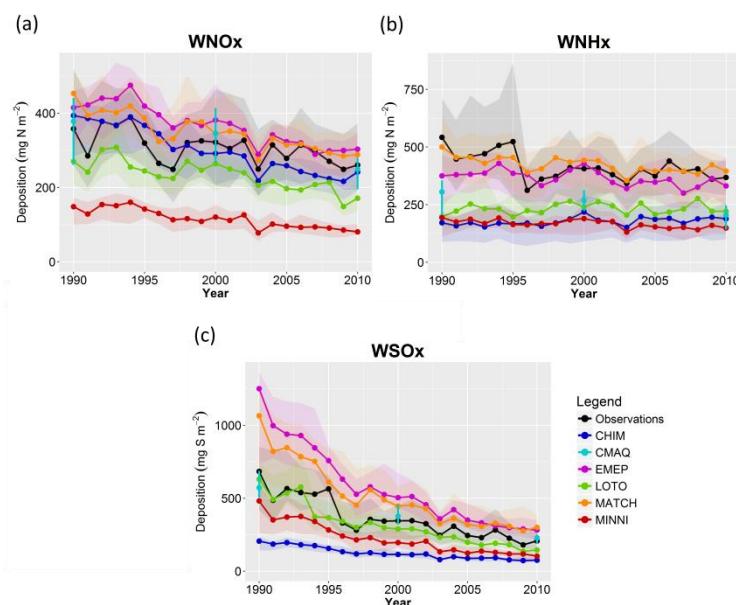 (a)
WNOx
Deposition (mg N m⁻²)
400
200
0
1990
1995
2000
2005
2010
Year
(b)
WNHx
Deposition (mg N m⁻²)
750
500
250
0
1990
1995
2000
2005
2010
Year
(c)
WSOx
Deposition (mg S m⁻²)
1000
500
0
1990
1995
2000
2005
2010
Year
Legend
Observations
CHIM
CMAQ
EMEP
LOTO
MATCH
MINNI